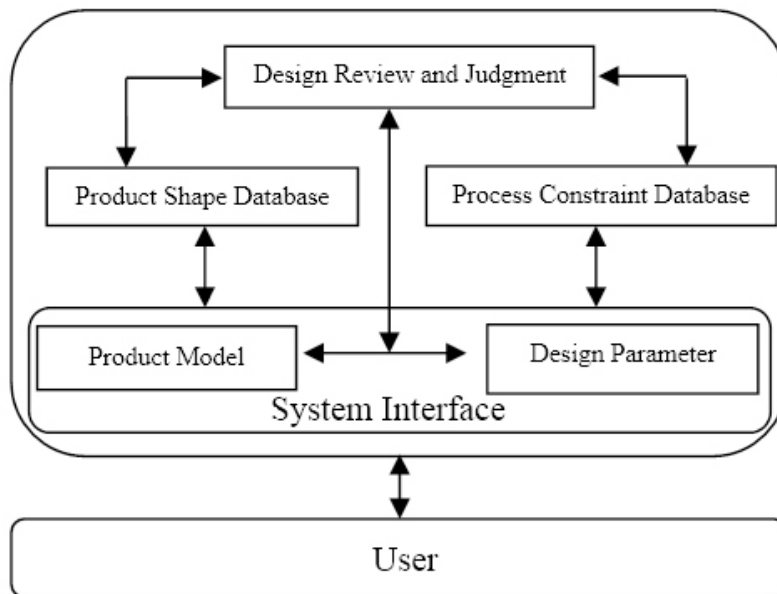 Design Review and Judgment
Product Shape Database
Process Constraint Database
Product Model
Design Parameter
System Interface
User